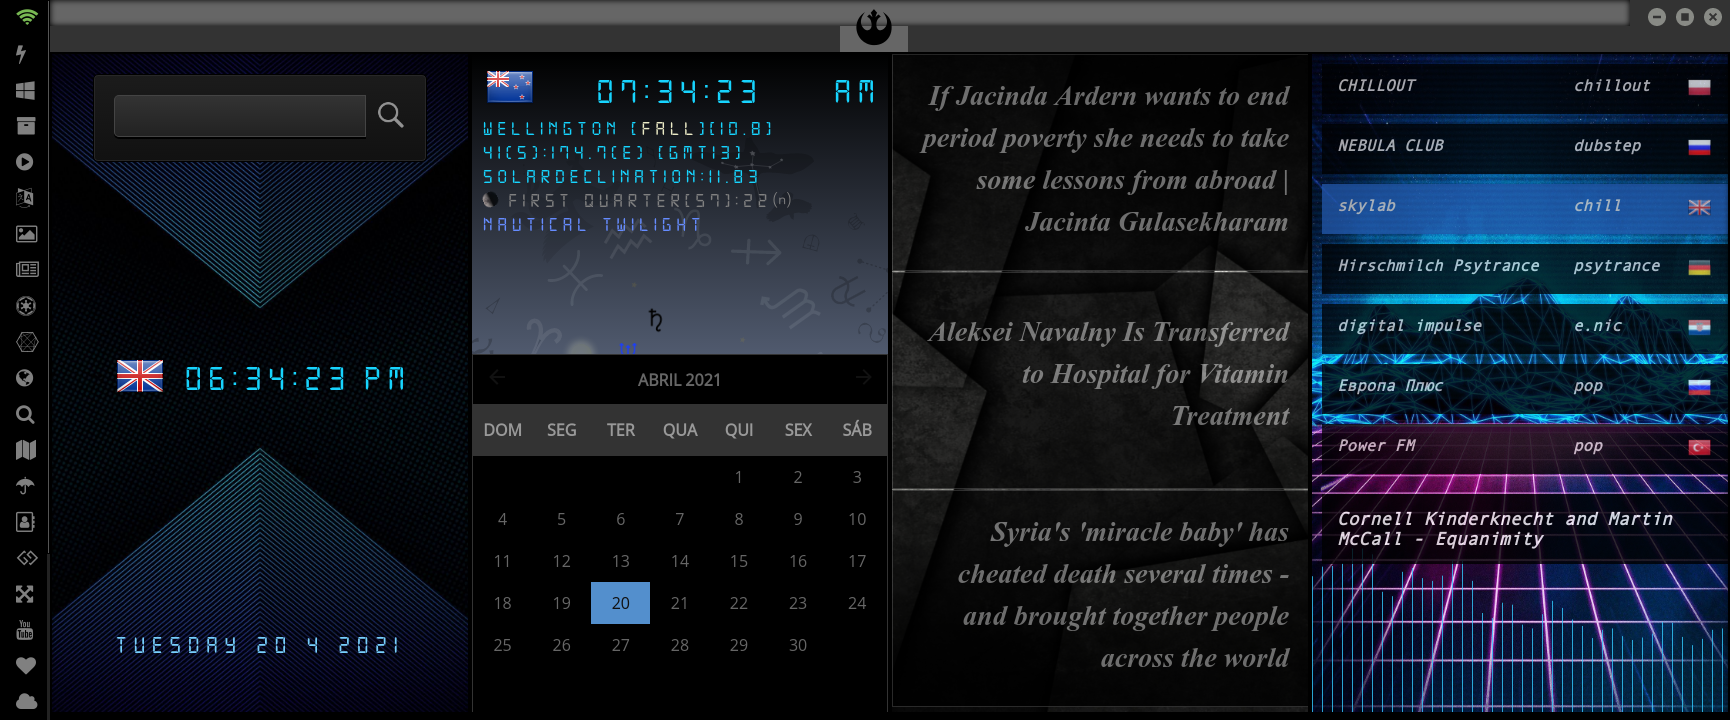 06:34:23 PM
TUESDAY 20 4 2021
07:34:23 AM
WELLINGTON (FALL)(10.8)
41(S):174.7(E) (GMT13)
SOLARDECLINATION:11.83
FIRST QUARTER(57):22(n)
NAUTICAL TWILIGHT
ABRIL 2021
DOM SEG TER QUA QUI SEX SÁB
1 2 3
4 5 6 7 8 9 10
11 12 13 14 15 16 17
18 19 20 21 22 23 24
25 26 27 28 29 30
If Jacinda Ardern wants to end
period poverty she needs to take
some lessons from abroad |
Jacinta Gulasekharam
Aleksei Navalny Is Transferred
to Hospital for Vitamin
Treatment
Syria's 'miracle baby' has
cheated death several times -
and brought together people
across the world
CHILLOUT chillout
NEBULA CLUB dubstep
skylab chill
Hirschmilch Psytrance psytrance
digital impulse e.nic
Европа Плюс pop
Power FM pop
Cornell Kinderknecht and Martin
McCall - Equanimity
You
Tube